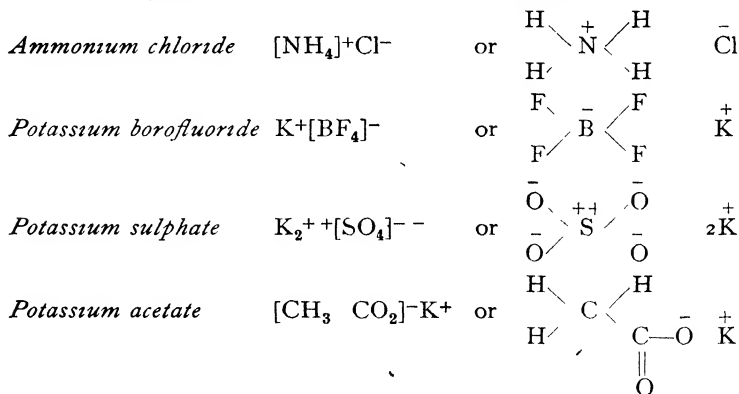 H H
Ammonium chloride [NH₄]⁺Cl⁻ or N⁺ Cl⁻
H H
F F
Potassium borofluoride K⁺[BF₄]⁻ or B⁻ K⁺
F F
O⁻ O⁻
Potassium sulphate K₂⁺⁺[SO₄]⁻⁻ or S⁺⁺ 2K⁺
O⁻ O⁻
H H
Potassium acetate [CH₃ CO₂]⁻K⁺ or C
H C—O⁻ K⁺
||
O